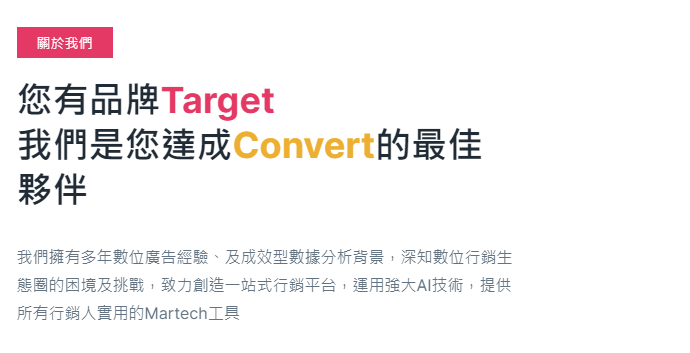 關於我們
您有品牌Target
我們是您達成Convert的最佳
夥伴
我們擁有多年數位廣告經驗、及成效型數據分析背景，深知數位行銷生
態圈的困境及挑戰，致力創造一站式行銷平台，運用強大AI技術，提供
所有行銷人實用的Martech工具